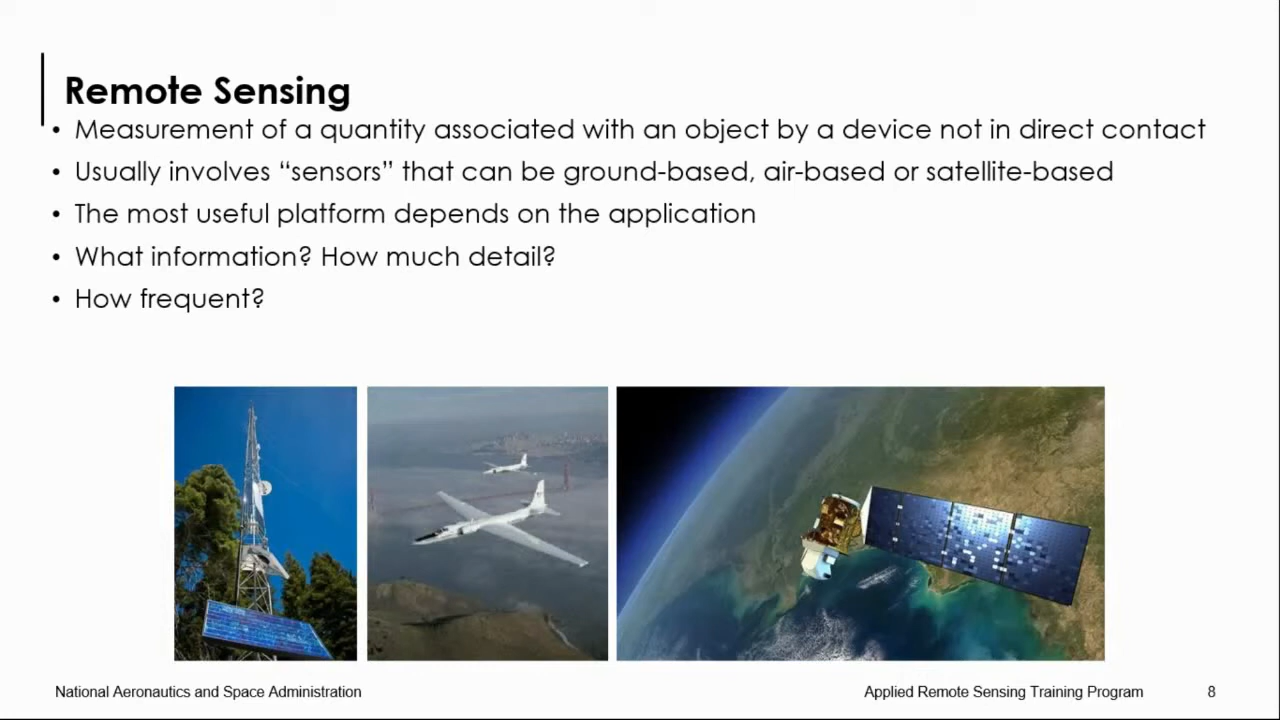 Remote Sensing
• Measurement of a quantity associated with an object by a device not in direct contact
• Usually involves “sensors” that can be ground-based, air-based or satellite-based
• The most useful platform depends on the application
• What information? How much detail?
• How frequent?
National Aeronautics and Space Administration
Applied Remote Sensing Training Program
8